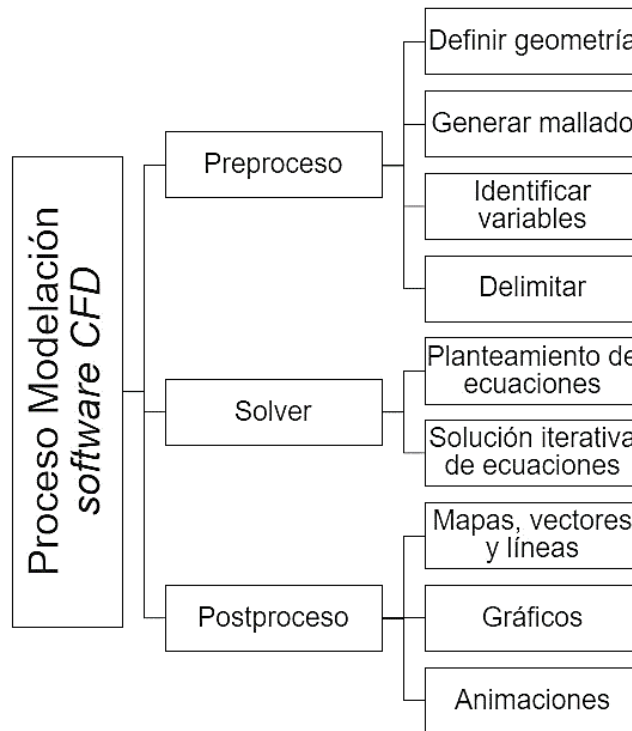 Proceso Modelación
software CFD
Preproceso
Definir geometría
Generar mallado
Identificar
variables
Delimitar
Solver
Planteamiento de
ecuaciones
Solución iterativa
de ecuaciones
Postproceso
Mapas, vectores
y líneas
Gráficos
Animaciones